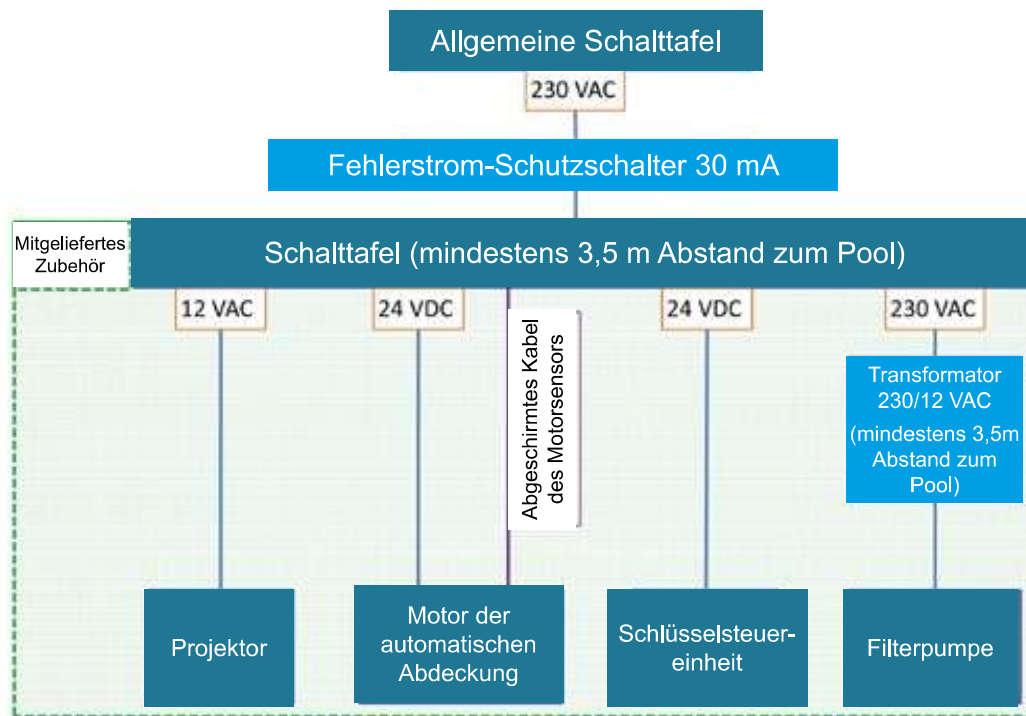 Allgemeine Schalttafel
230 VAC
Fehlerstrom-Schutzschalter 30 mA
Mitgeliefertes
Zubehör
Schalttafel (mindestens 3,5 m Abstand zum Pool)
12 VAC
24 VDC
Abgeschirmtes Kabel
des Motorsensors
24 VDC
230 VAC
Transformator
230/12 VAC
(mindestens 3,5m
Abstand zum
Pool)
Projektor
Motor der
automatischen
Abdeckung
Schlüsselsteuer-
einheit
Filterpumpe